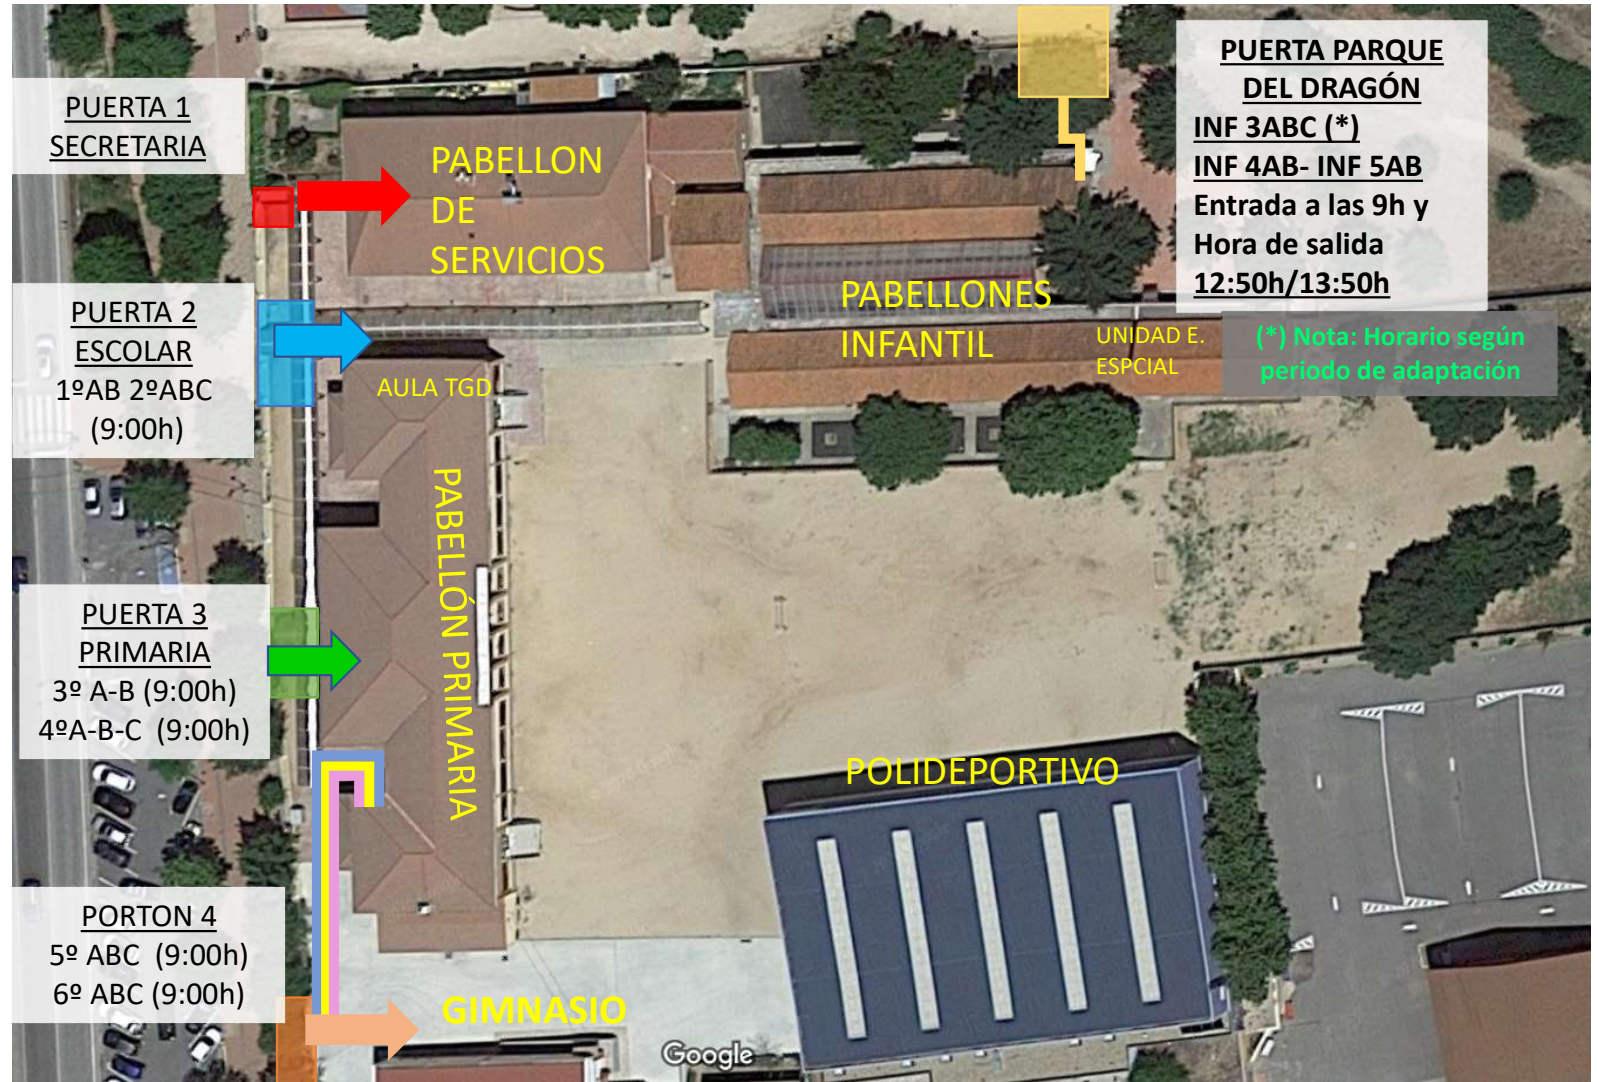 PUERTA 1
SECRETARIA
PUERTA 2
ESCOLAR
1ºAB 2ºABC
(9:00h)
PUERTA 3
PRIMARIA
3º A-B (9:00h)
4ºA-B-C (9:00h)
PORTON 4
5º ABC (9:00h)
6º ABC (9:00h)
PABELLON
DE
SERVICIOS
AULA TGD
PABELLÓN PRIMARIA
PABELLONES
INFANTIL
UNIDAD E.
ESPCIAL
PUERTA PARQUE
DEL DRAGÓN
INF 3ABC (*)
INF 4AB- INF 5AB
Entrada a las 9h y
Hora de salida
12:50h/13:50h
(*) Nota: Horario según
periodo de adaptación
POLIDEPORTIVO
GIMNASIO
Google